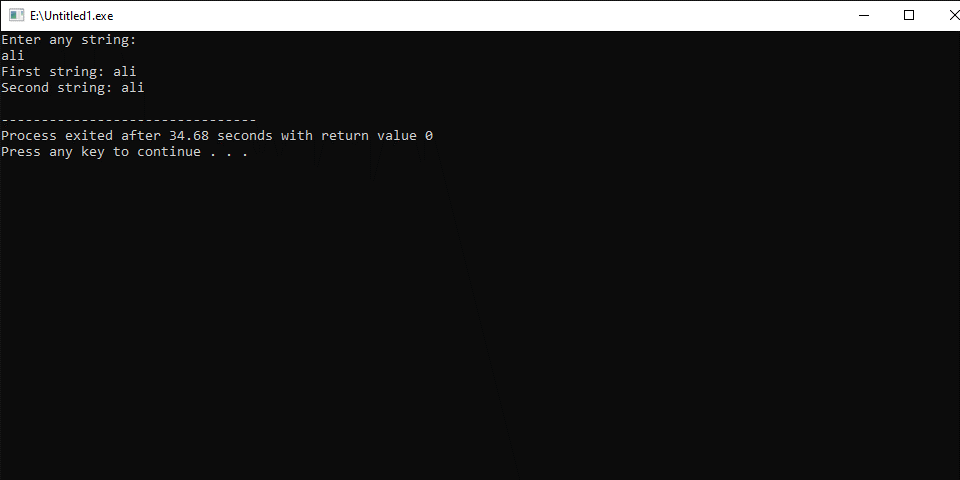 E:\Untitled1.exe
Enter any string:
ali
First string: ali
Second string: ali
--------------------------------
Process exited after 34.68 seconds with return value 0
Press any key to continue . . .